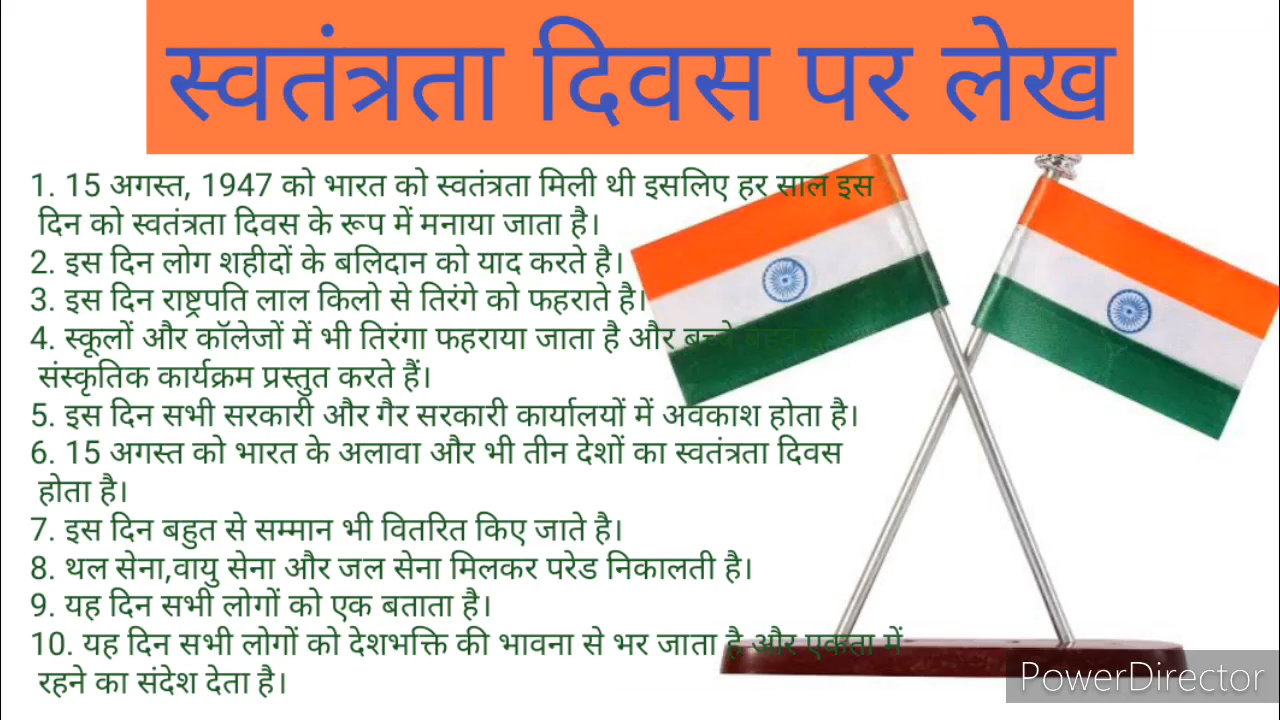 स्वतंत्रता दिवस पर लेख
1. 15 अगस्त, 1947 को भारत को स्वतंत्रता मिली थी इसलिए हर साल इस
दिन को स्वतंत्रता दिवस के रूप में मनाया जाता है।
2. इस दिन लोग शहीदों के बलिदान को याद करते है।
3. इस दिन राष्ट्रपति लाल किलो से तिरंगे को फहराते है।
4. स्कूलों और कॉलेजों में भी तिरंगा फहराया जाता है और बच्चे बहुत
संस्कृतिक कार्यक्रम प्रस्तुत करते हैं।
5. इस दिन सभी सरकारी और गैर सरकारी कार्यालयों में अवकाश होता है।
6. 15 अगस्त को भारत के अलावा और भी तीन देशों का स्वतंत्रता दिवस
होता है।
7. इस दिन बहुत से सम्मान भी वितरित किए जाते है।
8. थल सेना,वायु सेना और जल सेना मिलकर परेड निकालती है।
9. यह दिन सभी लोगों को एक बताता है।
10. यह दिन सभी लोगों को देशभक्ति की भावना से भर जाता है और एकता में
रहने का संदेश देता है।
PowerDirector